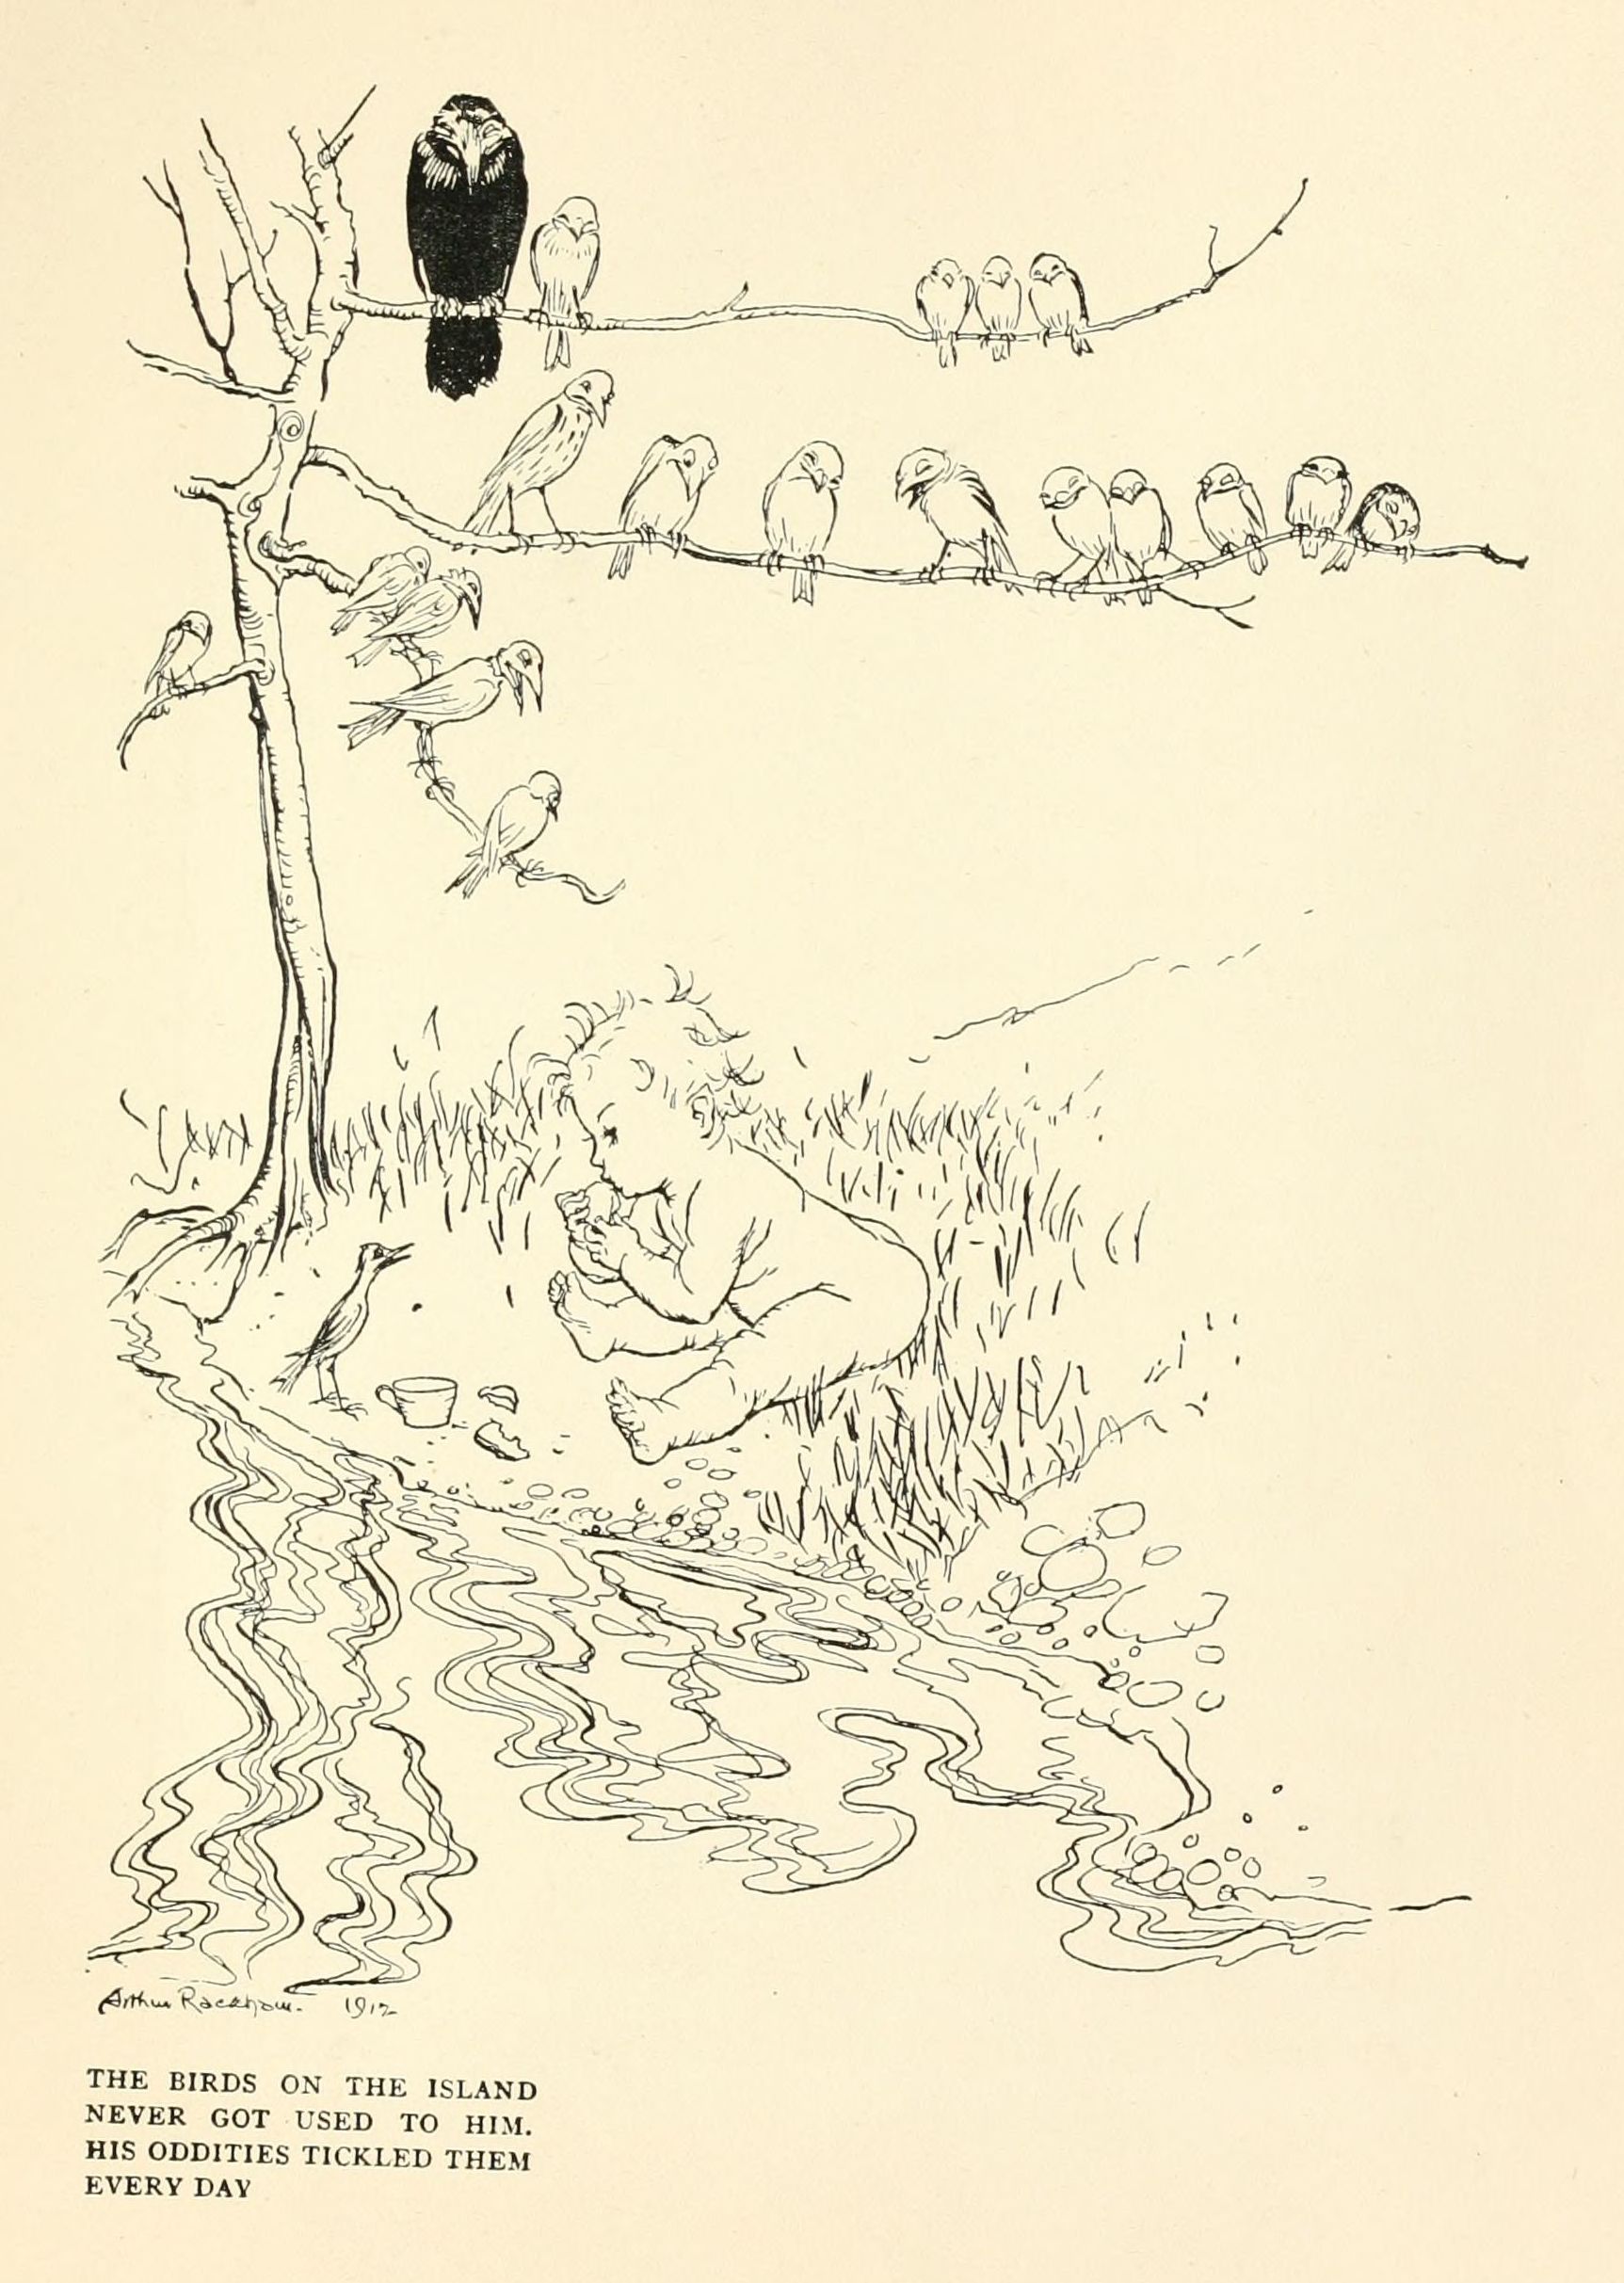 Arthur Rackham. 1912
THE BIRDS ON THE ISLAND
NEVER GOT USED TO HIM.
HIS ODDITIES TICKLED THEM
EVERY DAY